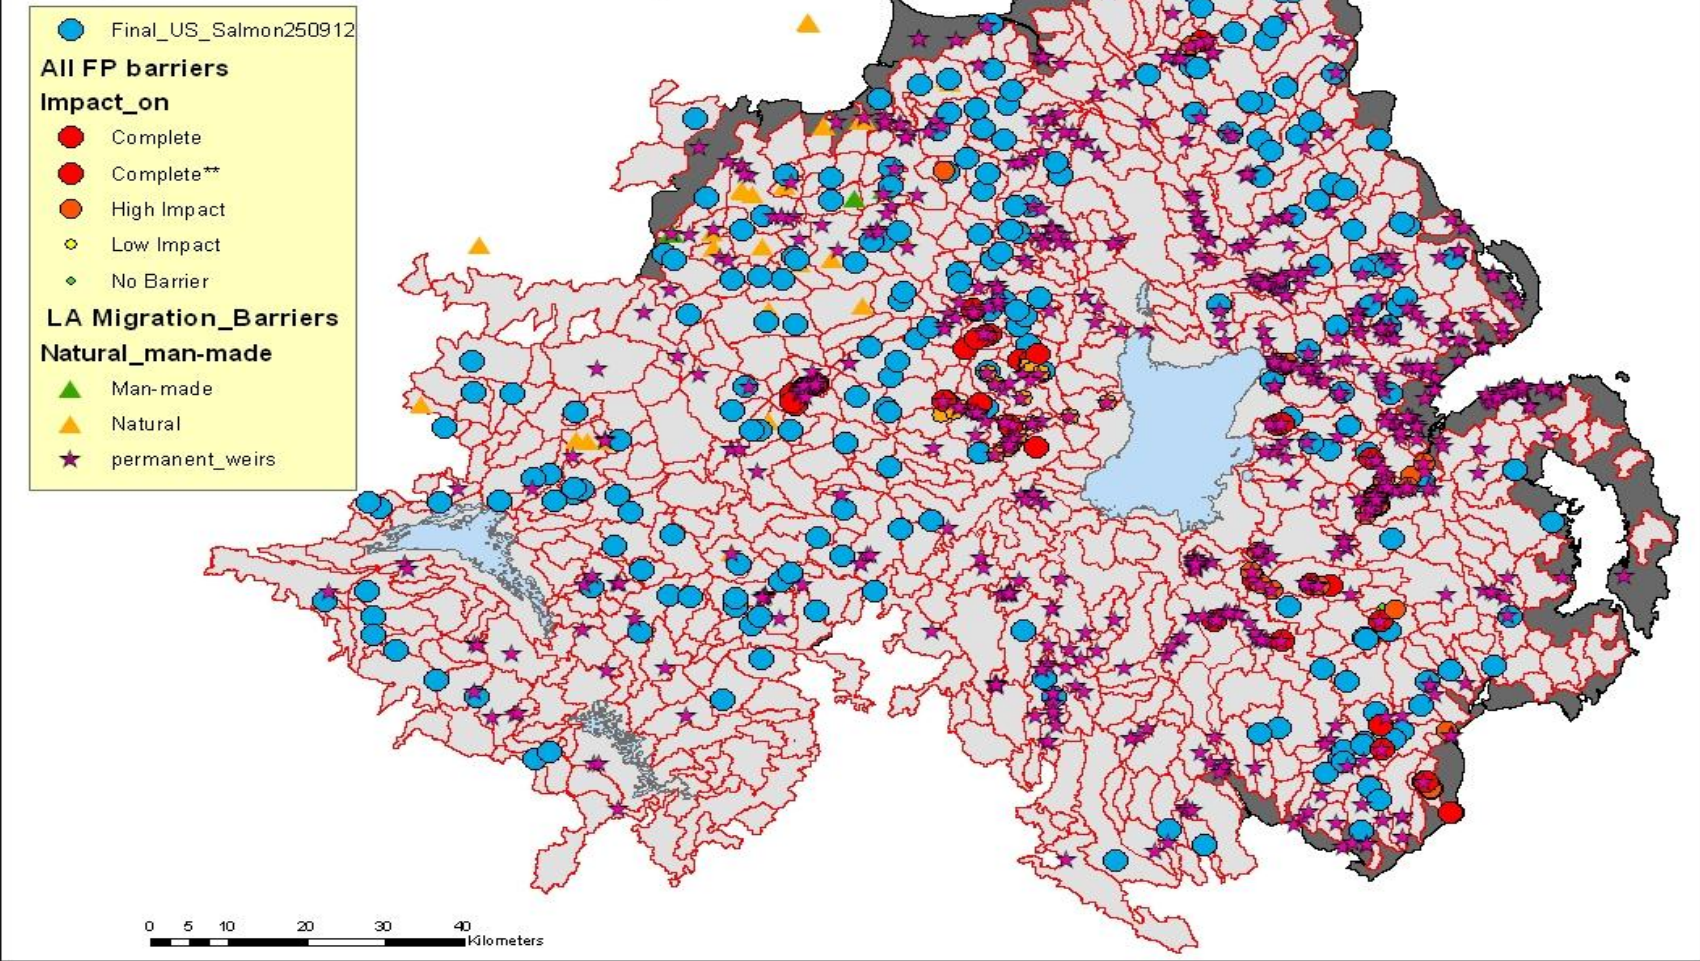 Final_US_Salmon250912
All FP barriers
Impact_on
Complete
Complete**
High Impact
Low Impact
No Barrier
LA Migration_Barriers
Natural_man-made
Man-made
Natural
permanent_weirs
0 5 10 20 30 40
Kilometers